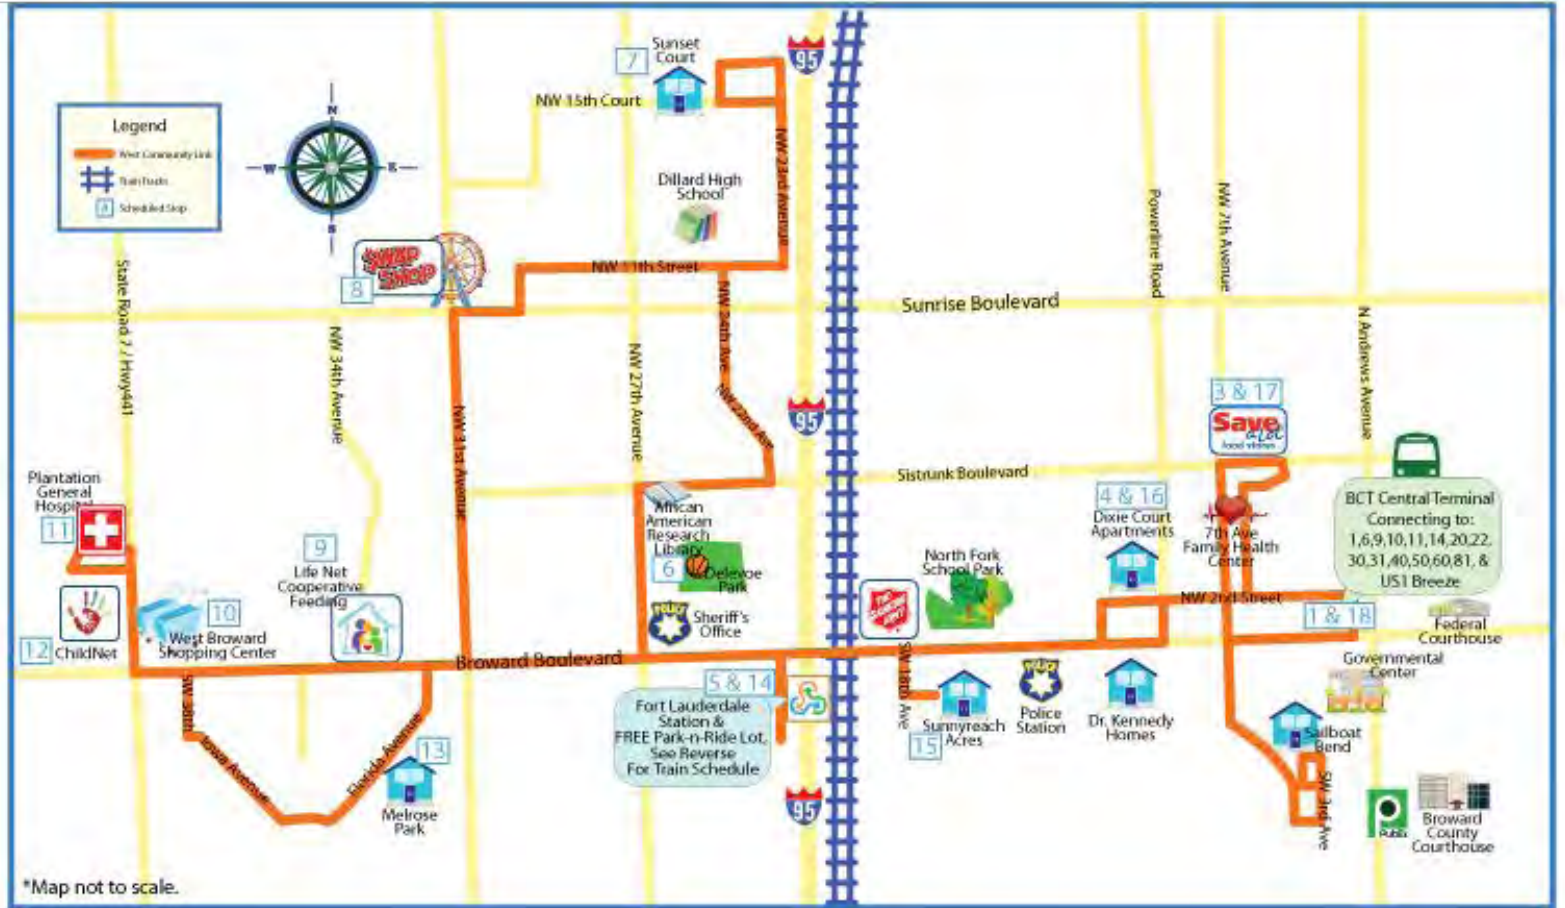 7
Sunset
Court
95
NW 15th Court
Legend
West Community Link
Train Tracks
#
Scheduled Stop
N
W
E
S
Dillard High
School
NW 23rd Avenue
Powerline Road
NW 7th Avenue
SWAP
SHOP
8
NW 11th Street
State Road 7 / Hwy441
NW 24th Ave
Sunrise Boulevard
N Andrews Avenue
NW 34th Avenue
NW 27th Avenue
3 & 17
Save
a Lot
food stores
95
NW 22nd Ave
NW 31st Avenue
Sistrunk Boulevard
Plantation
General
Hospital
11
African
American
Research
Library
4 & 16
Dixie Court
Apartments
BCT Central Terminal
Connecting to:
1,6,9,10,11,14,20,22,
30,31,40,50,60,81, &
US1 Breeze
7th Ave
Family Health
Center
9
Life Net
Cooperative
Feeding
6
Delevoe
Park
North Fork
School Park
NW 2nd Street
1 & 18
Federal
Courthouse
10
West Broward
Shopping Center
POLICE
Sheriff's
Office
12
ChildNet
Broward Boulevard
SW 38th
SW 18th Ave
Governmental
Center
5 & 14
Fort Lauderdale
Station &
FREE Park-n-Ride Lot,
See Reverse
For Train Schedule
Sunnyreach
Acres
15
Police
Station
Dr. Kennedy
Homes
Sailboat
Bend
13
Iowa Avenue
Florida Avenue
Melrose
Park
95
SW 3rd Ave
Publix
Broward
County
Courthouse
*Map not to scale.